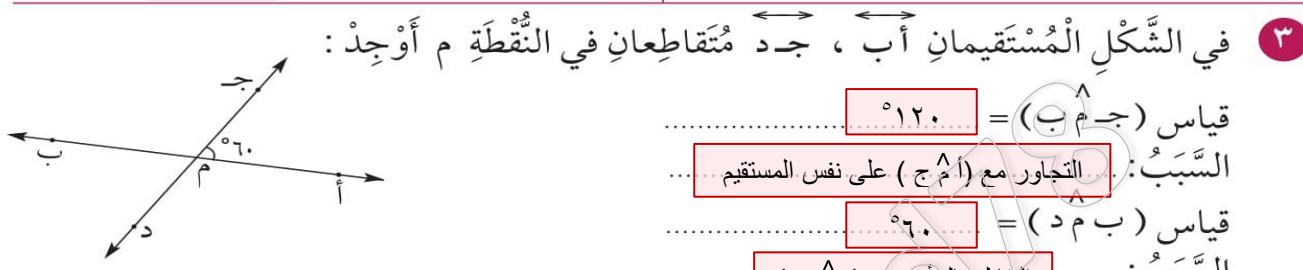 ٣ في الشَّكْلِ الْمُسْتَقيمانِ أب ، جـ د مُتَقاطِعانِ في النُّقْطَةِ م أَوْجِدْ :
قياس (جـ م̂ ب) = ١٢٠°
السَّبَبُ : التجاور مع (أ م̂ ج ) على نفس المستقيم
قياس ( ب م̂ د ) = ٦٠°
السَّبَبُ :
جـ
٦٠°
ب
م
أ
د